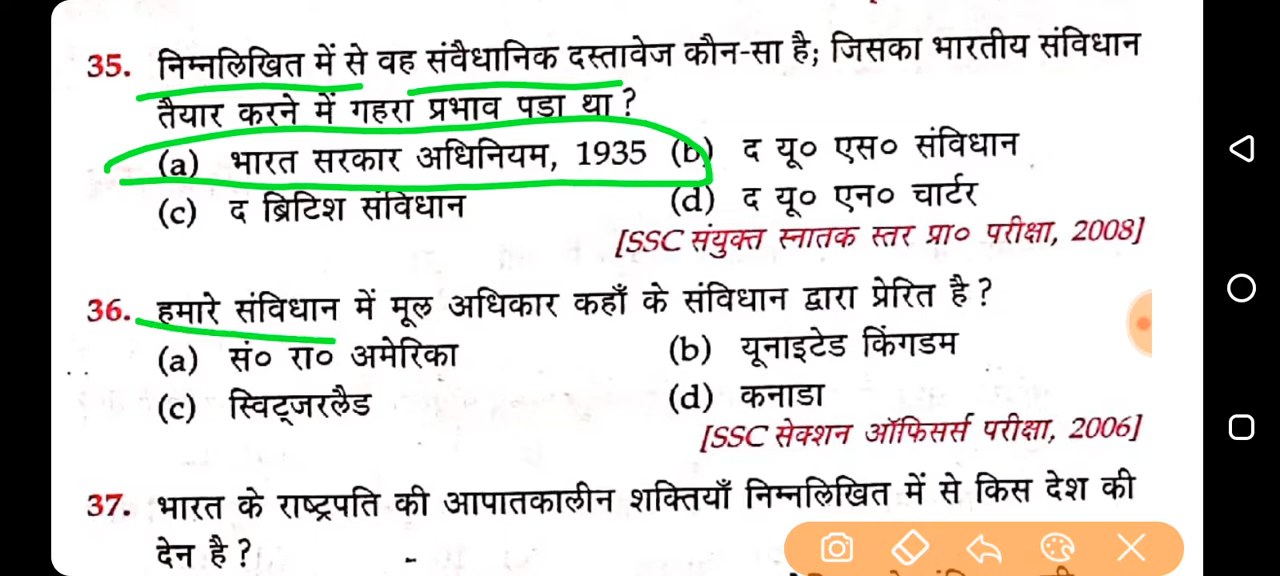 35. निम्नलिखित में से वह संवैधानिक दस्तावेज कौन-सा है; जिसका भारतीय संविधान
तैयार करने में गहरा प्रभाव पड़ा था ?
(a) भारत सरकार अधिनियम, 1935 (b) द यू० एस० संविधान
(c) द ब्रिटिश संविधान (d) द यू० एन० चार्टर
[SSC संयुक्त स्नातक स्तर प्रा० परीक्षा, 2008]
36. हमारे संविधान में मूल अधिकार कहाँ के संविधान द्वारा प्रेरित है ?
(a) सं० रा० अमेरिका (b) यूनाइटेड किंगडम
(c) स्विट्जरलैड (d) कनाडा
[SSC सेक्शन ऑफिसर्स परीक्षा, 2006]
37. भारत के राष्ट्रपति की आपातकालीन शक्तियाँ निम्नलिखित में से किस देश की
देन है ?